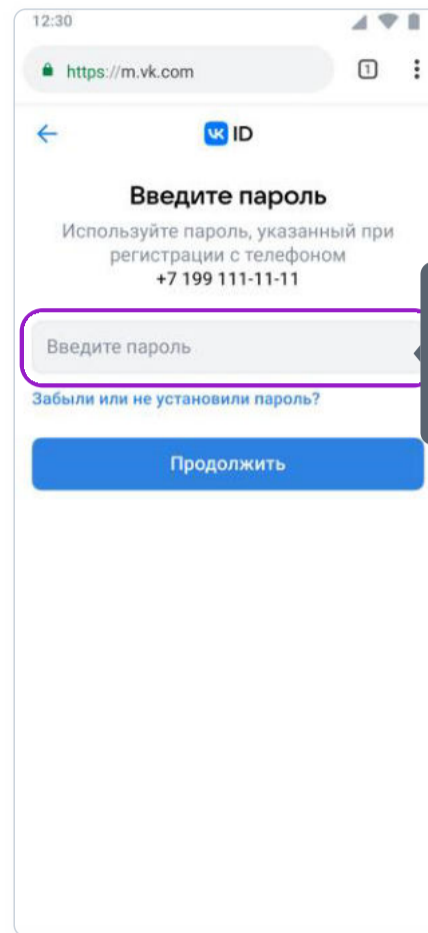 12:30
https://m.vk.com 1
VK ID
Введите пароль
Используйте пароль, указанный при
регистрации с телефоном
+7 199 111-11-11
Введите пароль
Забыли или не установили пароль?
Продолжить